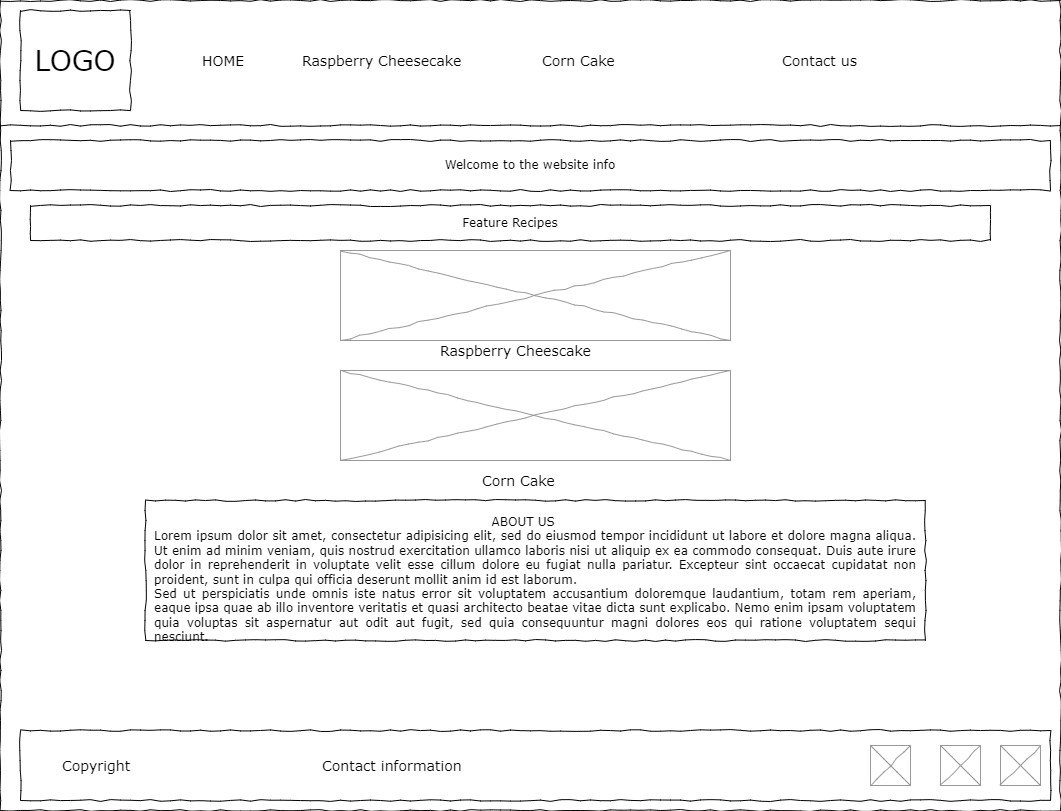 LOGO
HOME
Raspberry Cheesecake
Corn Cake
Contact us
Welcome to the website info
Feature Recipes
Raspberry Cheescake
Corn Cake
ABOUT US
Lorem ipsum dolor sit amet, consectetur adipisicing elit, sed do eiusmod tempor incididunt ut labore et dolore magna aliqua.
Ut enim ad minim veniam, quis nostrud exercitation ullamco laboris nisi ut aliquip ex ea commodo consequat. Duis aute irure
dolor in reprehenderit in voluptate velit esse cillum dolore eu fugiat nulla pariatur. Excepteur sint occaecat cupidatat non
proident, sunt in culpa qui officia deserunt mollit anim id est laborum.
Sed ut perspiciatis unde omnis iste natus error sit voluptatem accusantium doloremque laudantium, totam rem aperiam,
eaque ipsa quae ab illo inventore veritatis et quasi architecto beatae vitae dicta sunt explicabo. Nemo enim ipsam voluptatem
quia voluptas sit aspernatur aut odit aut fugit, sed quia consequuntur magni dolores eos qui ratione voluptatem sequi
nesciunt.
Copyright
Contact information